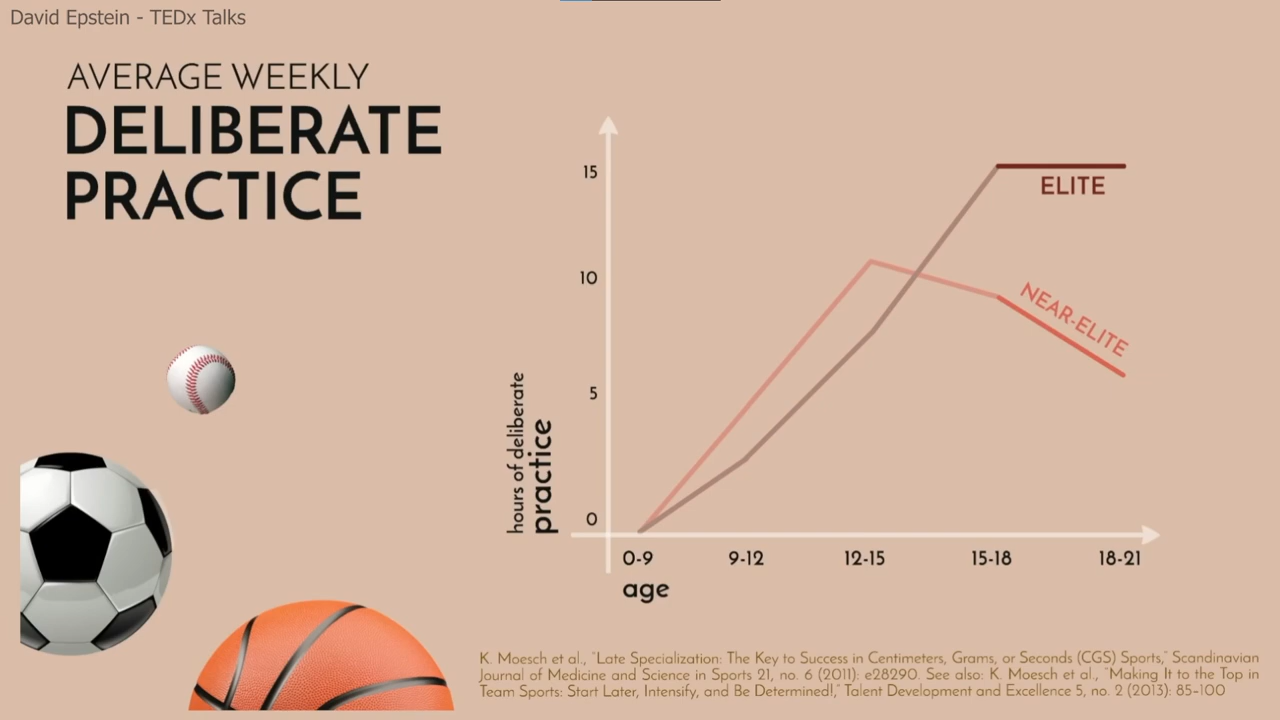 David Epstein - TEDx Talks
AVERAGE WEEKLY
DELIBERATE
PRACTICE
15
10
5
0
hours of deliberate
practice
ELITE
NEAR-ELITE
0-9
9-12
12-15
15-18
18-21
age
K. Moesch et al., “Late Specialization: The Key to Success in Centimeters, Grams, or Seconds (CGS) Sports,” Scandinavian
Journal of Medicine and Science in Sports 21, no. 6 (2011): e28290. See also: K. Moesch et al., “Making It to the Top in
Team Sports: Start Later, Intensify, and Be Determined!,” Talent Development and Excellence 5, no. 2 (2013): 85–100